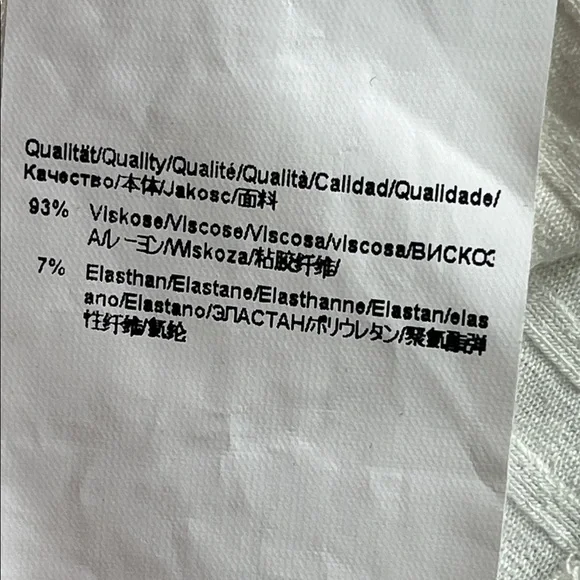 Qualität/Quality/Qualité/Qualità/Calidad/Qualidade/
Качество/本体/Jakosc/面料
93% Viskose/Viscose/Viscosa/viscosa/ВИСКОЗ
А/レーヨン/Wiskoza/粘胶纤维/
7% Elasthan/Elastane/Elasthanne/Elastan/elas
ano/Elastano/ЭЛАСТАН/ポリウレタン/聚氨酯弹
性纤维/氨纶